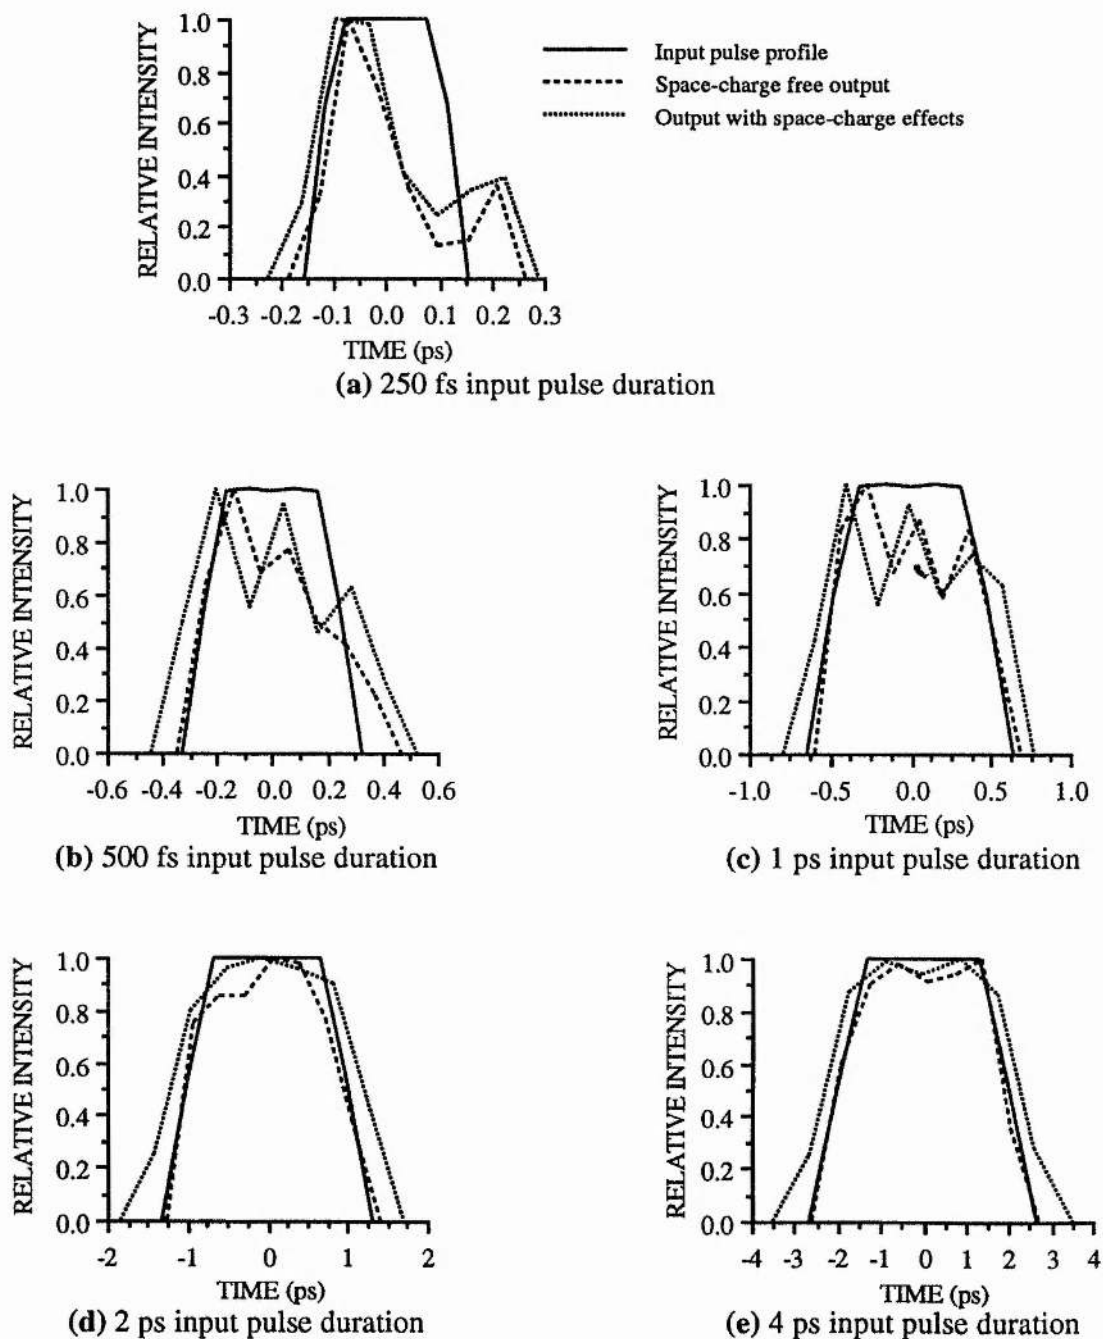 RELATIVE INTENSITY
1.0
0.8
0.6
0.4
0.2
0.0
-0.3 -0.2 -0.1 0.0 0.1 0.2 0.3
TIME (ps)
Input pulse profile
Space-charge free output
Output with space-charge effects
(a) 250 fs input pulse duration
RELATIVE INTENSITY
1.0
0.8
0.6
0.4
0.2
0.0
-0.6 -0.4 -0.2 0.0 0.2 0.4 0.6
TIME (ps)
(b) 500 fs input pulse duration
RELATIVE INTENSITY
1.0
0.8
0.6
0.4
0.2
0.0
-1.0 -0.5 0.0 0.5 1.0
TIME (ps)
(c) 1 ps input pulse duration
RELATIVE INTENSITY
1.0
0.8
0.6
0.4
0.2
0.0
-2 -1 0 1 2
TIME (ps)
(d) 2 ps input pulse duration
RELATIVE INTENSITY
1.0
0.8
0.6
0.4
0.2
0.0
-4 -3 -2 -1 0 1 2 3 4
TIME (ps)
(e) 4 ps input pulse duration